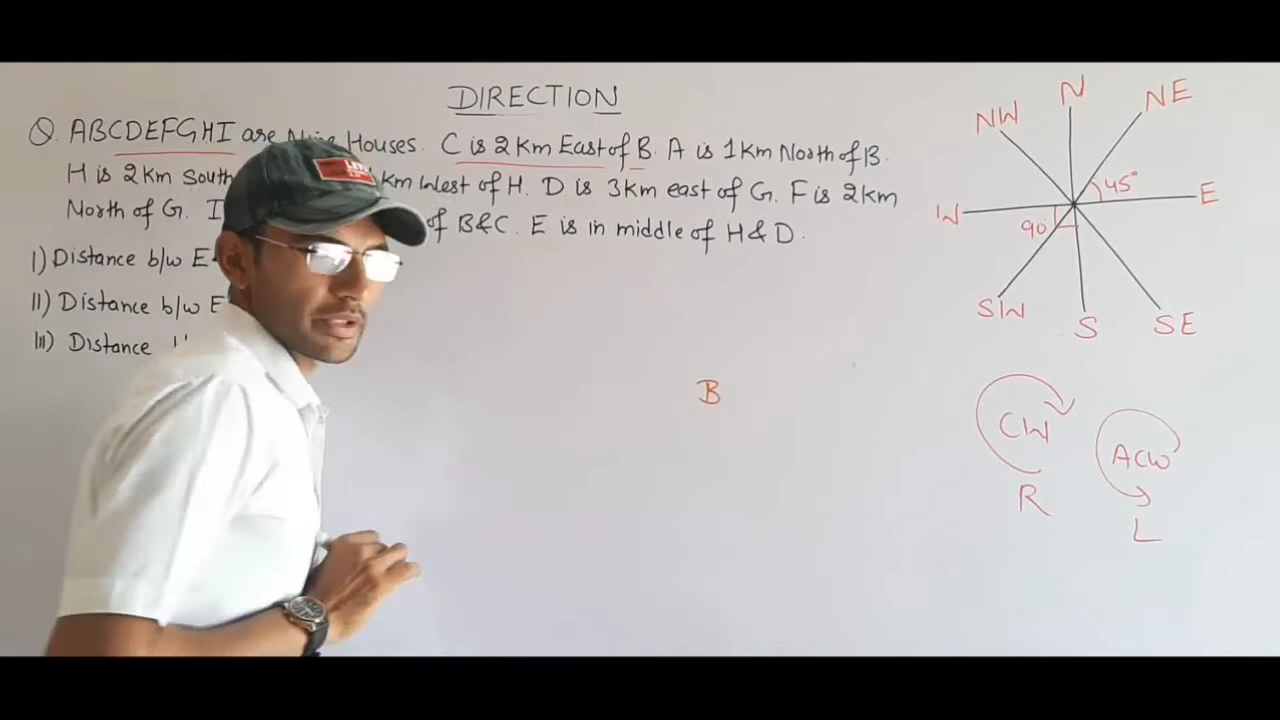 DIRECTION
Q. ABCDEFGHI are Nine Houses. C is 2 Km East of B. A is 1 Km North of B.
H is 2 km South km West of H. D is 3 km east of G. F is 2 km
North of G. I of B & C. E is in middle of H & D.
I) Distance b/w E
II) Distance b/w E
III) Distance
N
NE
NW
45°
E
W
90°
SW
S
SE
B
CW
R
ACW
L